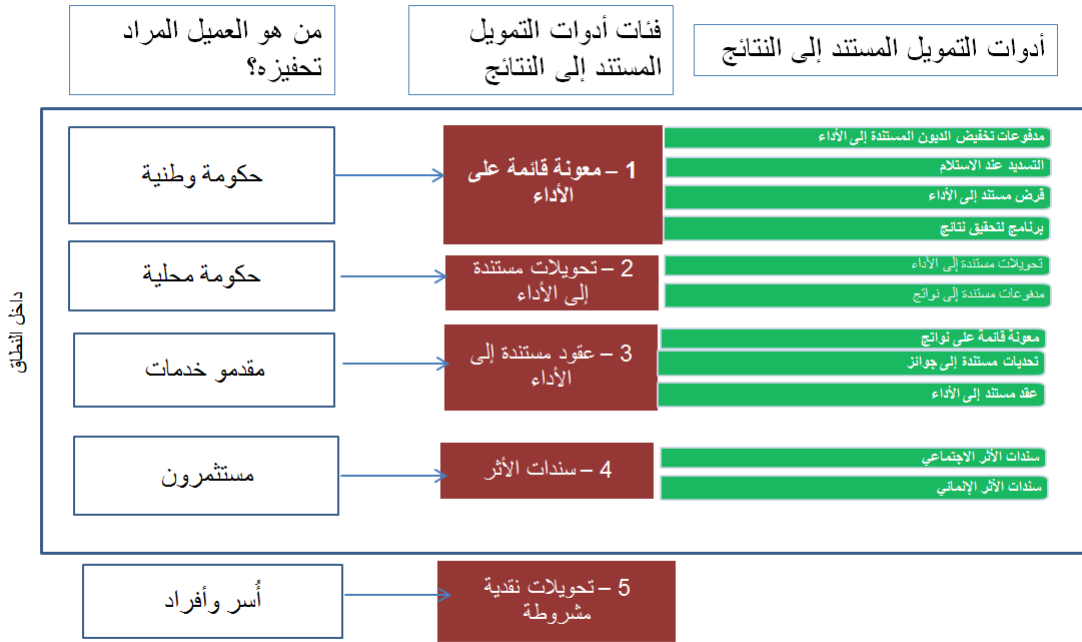 أدوات التمويل المستند إلى النتائج
فئات أدوات التمويل
المستند إلى النتائج
من هو العميل المراد
تحفيزه؟
داخل النطاق
مدفوعات تخفيض الديون المستندة إلى الأداء
التسديد عند الاستلام
قرض مستند إلى الأداء
برنامج لتحقيق نتائج
1 – معونة قائمة على
الأداء
حكومة وطنية
تحويلات مستندة إلى الأداء
مدفوعات مستندة إلى نواتج
2 – تحويلات مستندة
إلى الأداء
حكومة محلية
معونة قائمة على نواتج
تحديات مستندة إلى جوائز
عقد مستند إلى الأداء
3 – عقود مستندة إلى
الأداء
مقدمو خدمات
سندات الأثر الاجتماعي
سندات الأثر الإنمائي
4 – سندات الأثر
مستثمرون
5 – تحويلات نقدية
مشروطة
أُسر وأفراد